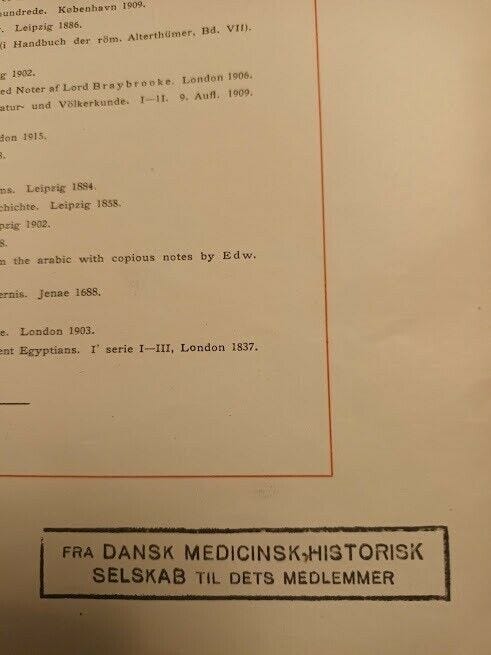 hundrede. København 1909.
. Leipzig 1886.
(i Handbuch der röm. Alterthümer, Bd. VII).
g 1902.
ed Noter af Lord Braybrooke. London 1906.
atur- und Völkerkunde. I—II. 9. Aufl. 1909.
don 1915.
8.
ns. Leipzig 1884.
chichte. Leipzig 1858.
pzig 1902.
8.
m the arabic with copious notes by Edw.
ernis. Jenae 1688.
e. London 1903.
ent Egyptians. I' serie I—III, London 1837.
FRA DANSK MEDICINSK-HISTORISK
SELSKAB TIL DETS MEDLEMMER